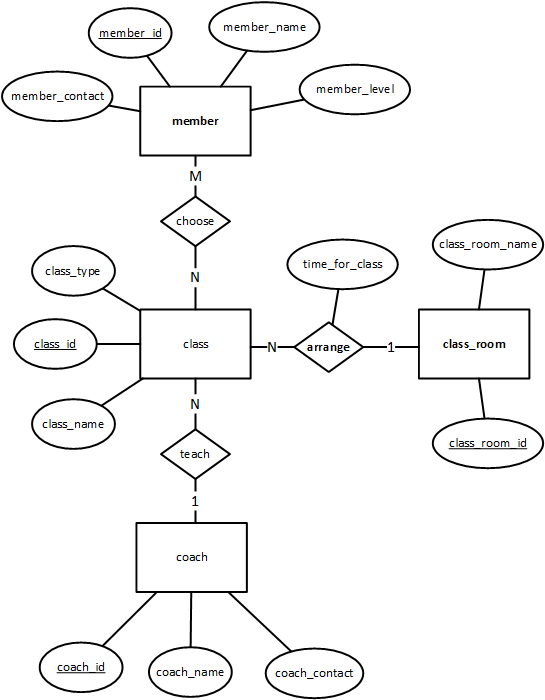 member_id
member_name
member_contact
member_level
member
M
choose
class_room_name
class_type
time_for_class
N
class_id
class
N
arrange
1
class_room
class_name
N
class_room_id
teach
1
coach
coach_id
coach_name
coach_contact